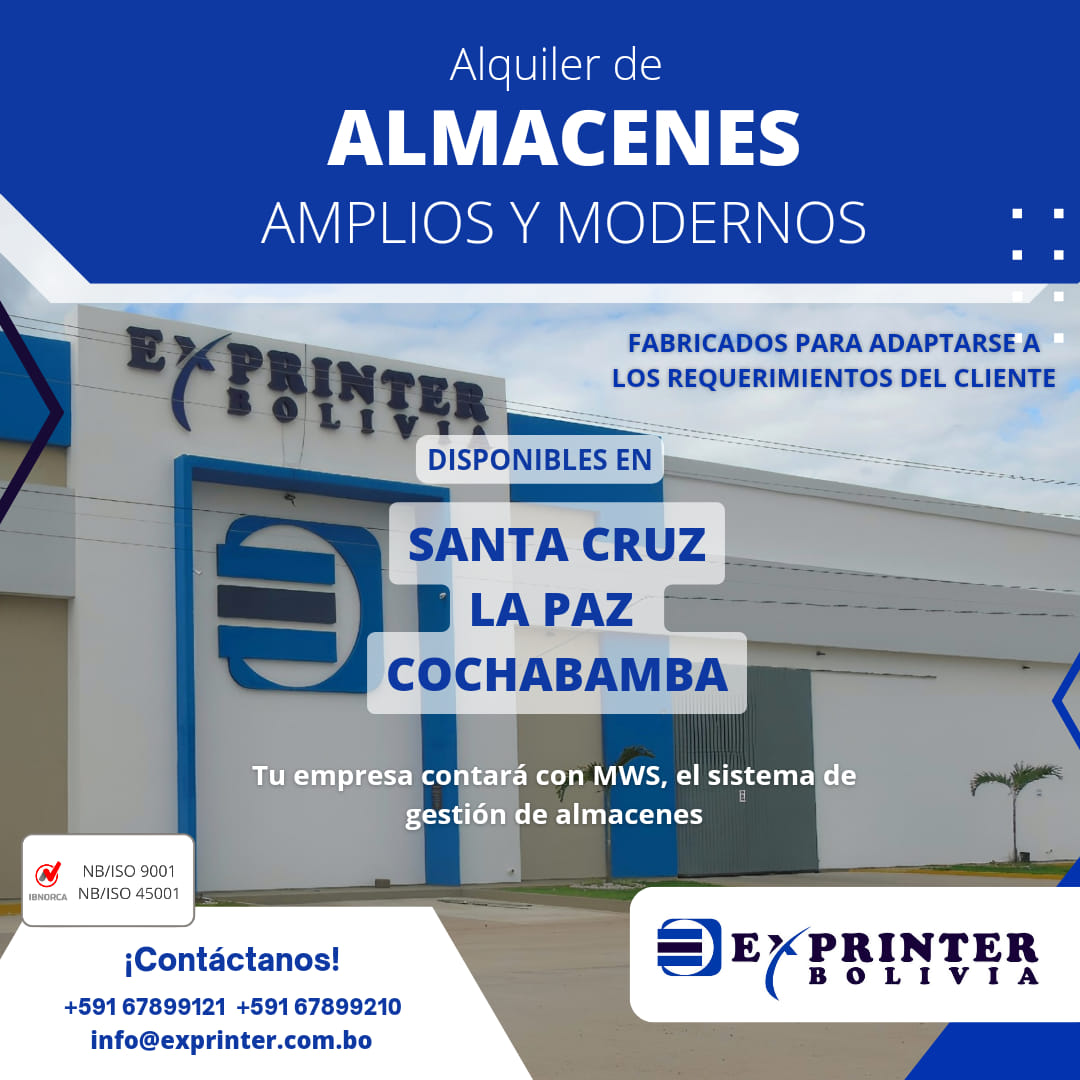 Alquiler de
ALMACENES
AMPLIOS Y MODERNOS
FABRICADOS PARA ADAPTARSE A
LOS REQUERIMIENTOS DEL CLIENTE
EXPRINTER
BOLIVIA
DISPONIBLES EN
SANTA CRUZ
LA PAZ
COCHABAMBA
Tu empresa contará con MWS, el sistema de
gestión de almacenes
IBNORCA
NB/ISO 9001
NB/ISO 45001
¡Contáctanos!
+591 67899121 +591 67899210
info@exprinter.com.bo
EXPRINTER
BOLIVIA